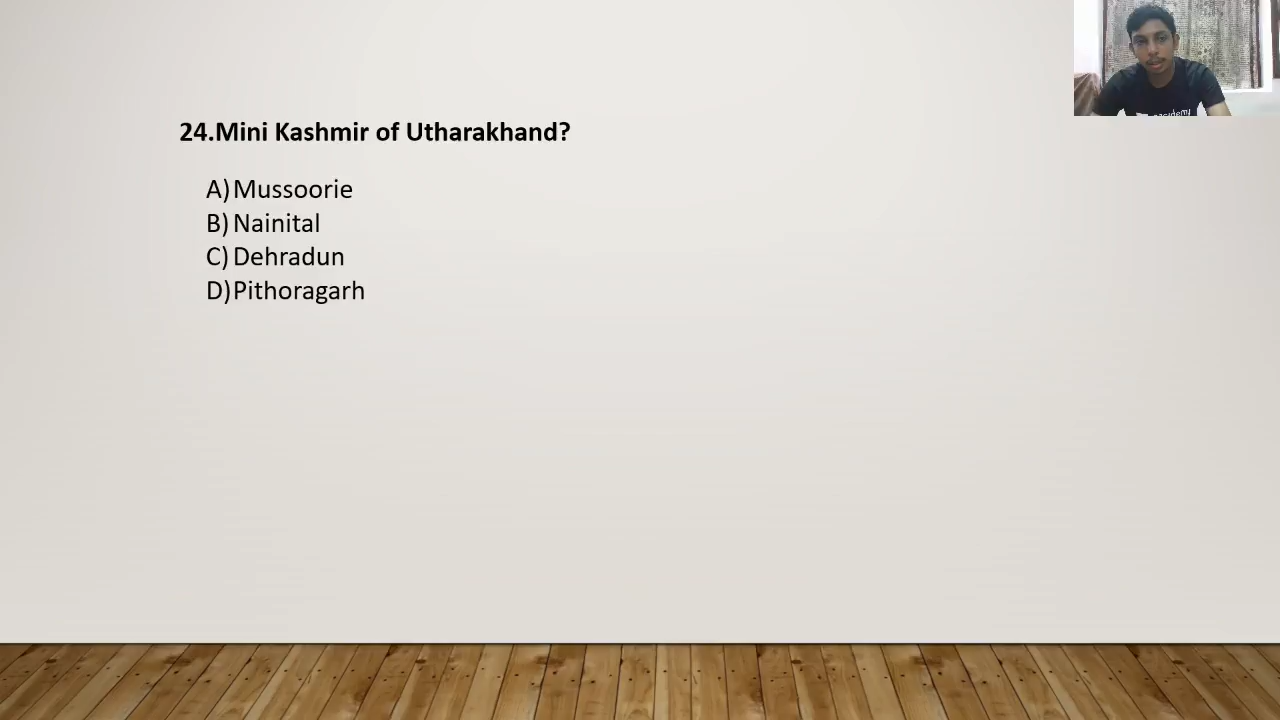 24.Mini Kashmir of Utharakhand?
A) Mussoorie
B) Nainital
C) Dehradun
D) Pithoragarh